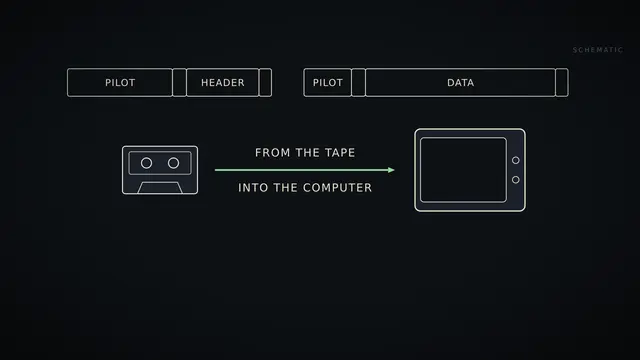 SCHEMATIC
PILOT HEADER PILOT DATA
FROM THE TAPE
INTO THE COMPUTER